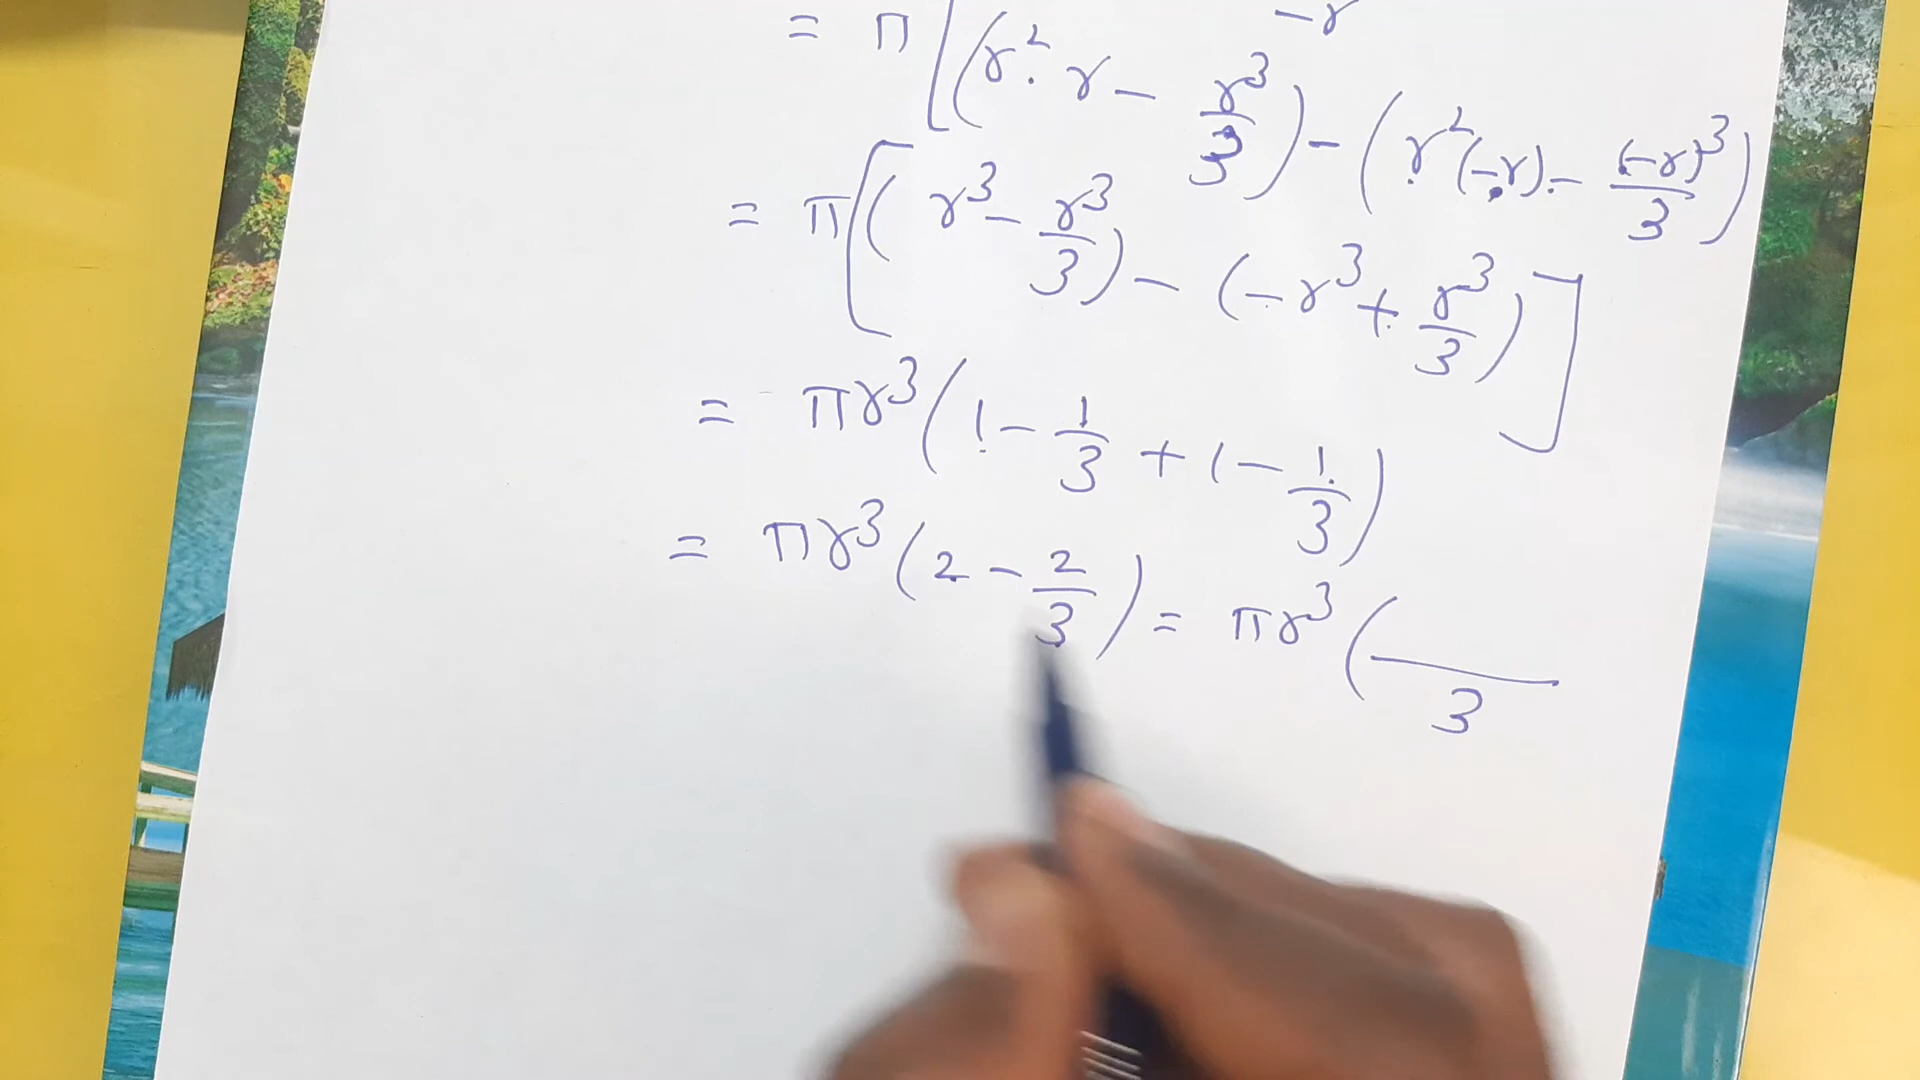 -r
= π[(r². r - r³/3) - (r²(-r) - (-r)³/3)
= π[(r³ - r³/3) - (-r³ + r³/3)]
= πr³(1 - 1/3 + 1 - 1/3)
= πr³(2 - 2/3) = πr³( /3